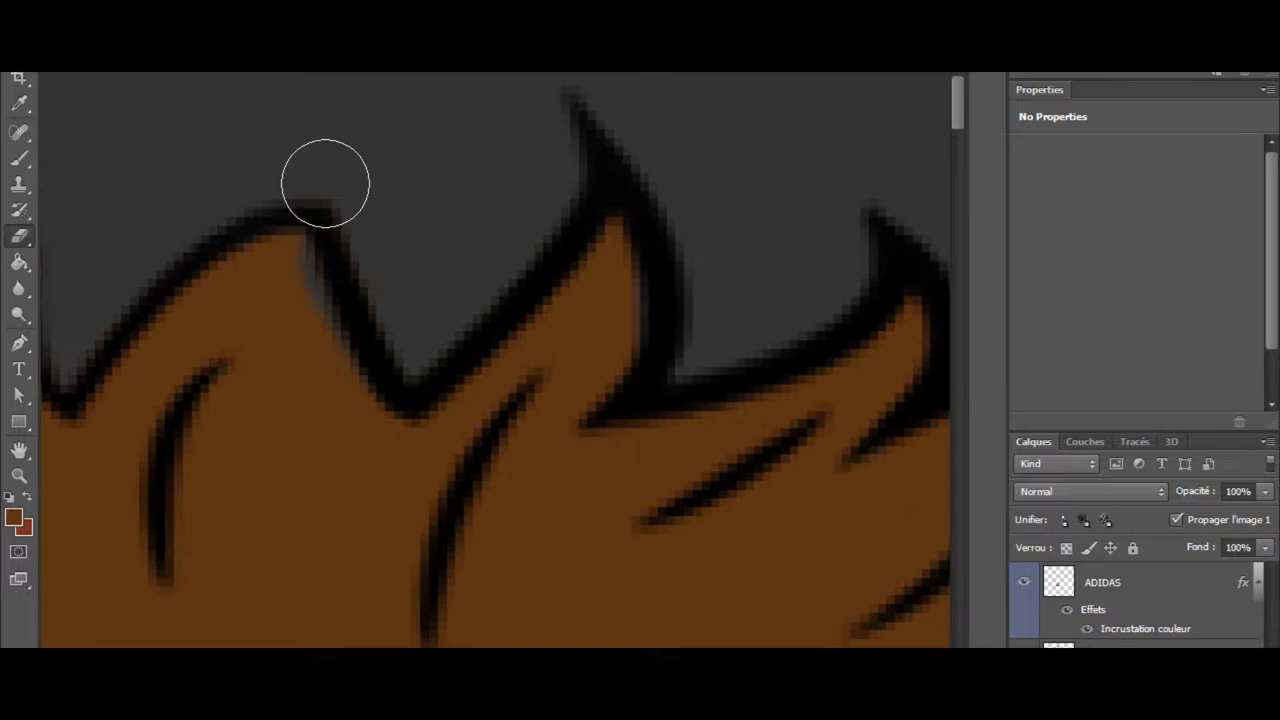 Properties
No Properties
Calques Couches Tracés 3D
Kind
Normal Opacité : 100%
Unifier: Propager l'image 1
Verrou : Fond : 100%
ADIDAS fx
Effets
Incrustation couleur